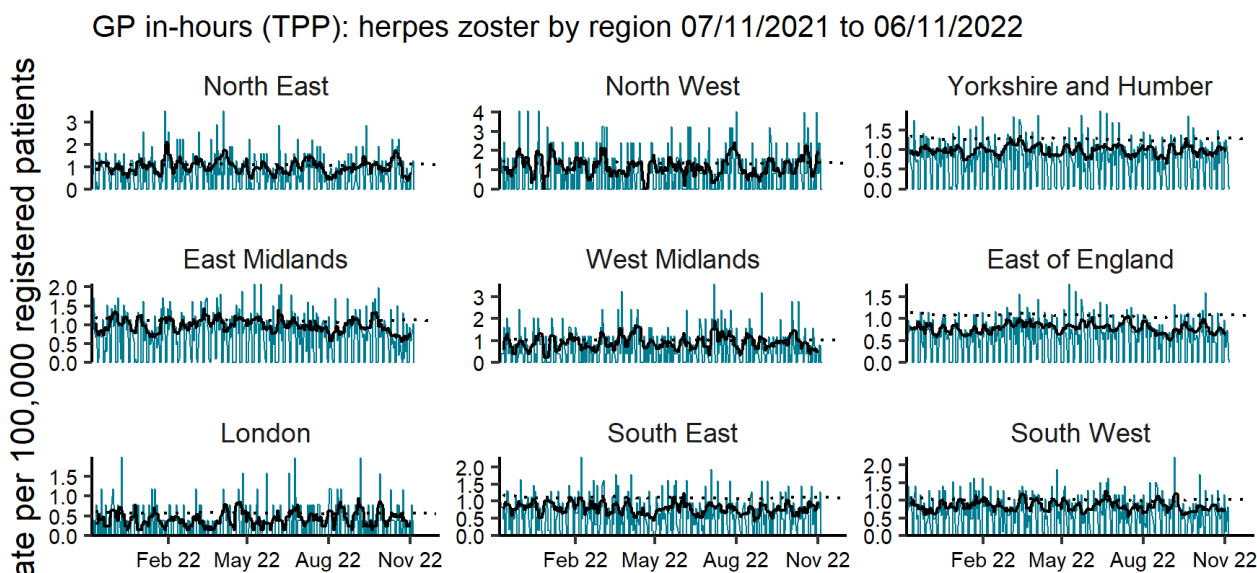 GP in-hours (TPP): herpes zoster by region 07/11/2021 to 06/11/2022
ate per 100,000 registered patients
North East
North West
Yorkshire and Humber
3
2
1
0
4
3
2
1
0
1.5
1.0
0.5
0.0
East Midlands
West Midlands
East of England
2.0
1.5
1.0
0.5
0.0
3
2
1
0
1.5
1.0
0.5
0.0
London
South East
South West
1.5
1.0
0.5
0.0
2.0
1.5
1.0
0.5
0.0
2.0
1.5
1.0
0.5
0.0
Feb 22 May 22 Aug 22 Nov 22
Feb 22 May 22 Aug 22 Nov 22
Feb 22 May 22 Aug 22 Nov 22